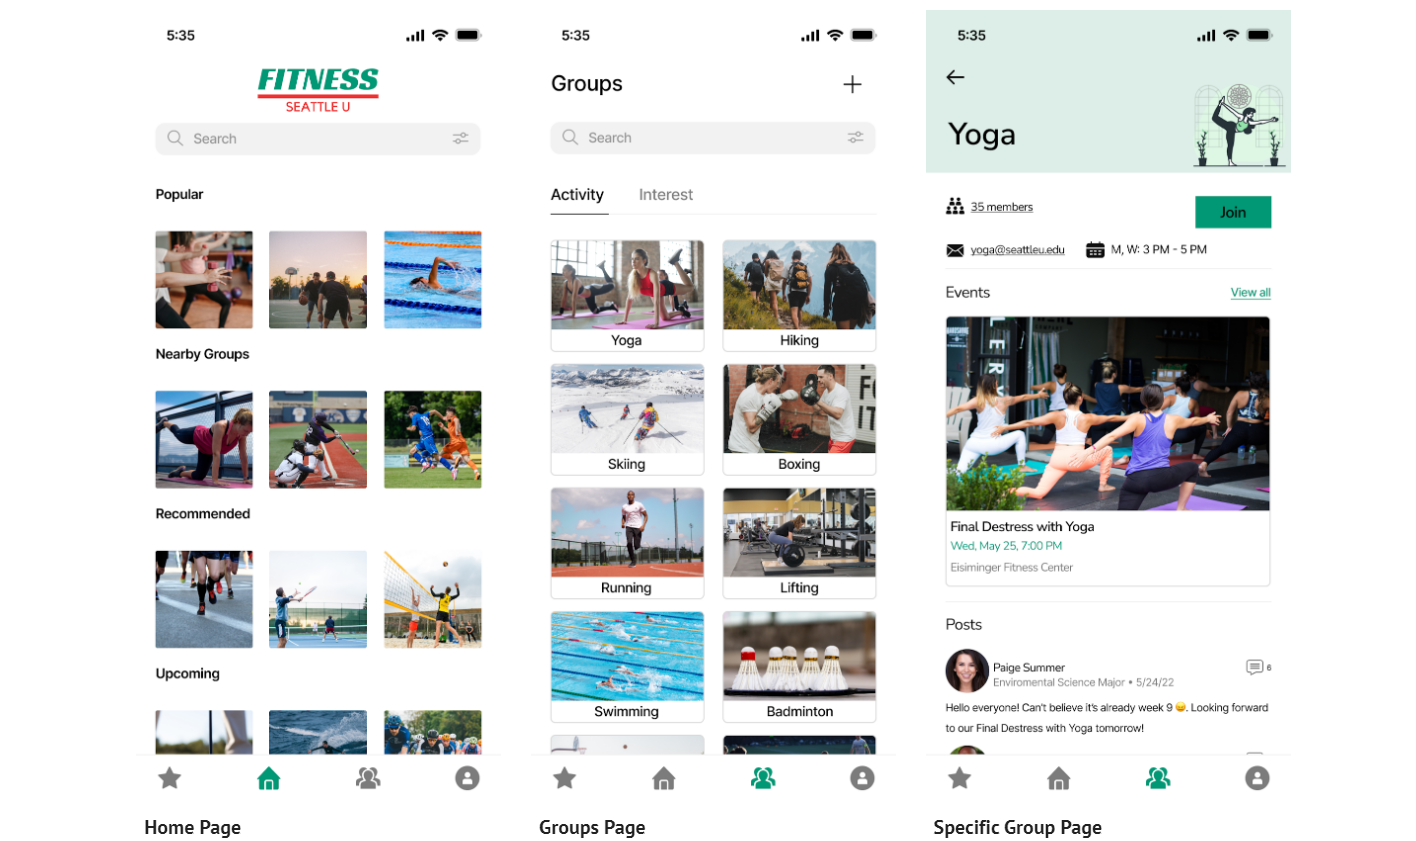 5:35
FITNESS
SEATTLE U
Search
Popular
Nearby Groups
Recommended
Upcoming
Home Page
5:35
Groups
Search
Activity Interest
Yoga Hiking
Skiing Boxing
Running Lifting
Swimming Badminton
Groups Page
5:35
Yoga
35 members
Join
yoga@seattleu.edu M, W: 3 PM - 5 PM
Events View all
Final Destress with Yoga
Wed, May 25, 7:00 PM
Eisiminger Fitness Center
Posts
Paige Summer 6
Enviromental Science Major • 5/24/22
Hello everyone! Can't believe it's already week 9 😊. Looking forward
to our Final Destress with Yoga tomorrow!
Specific Group Page